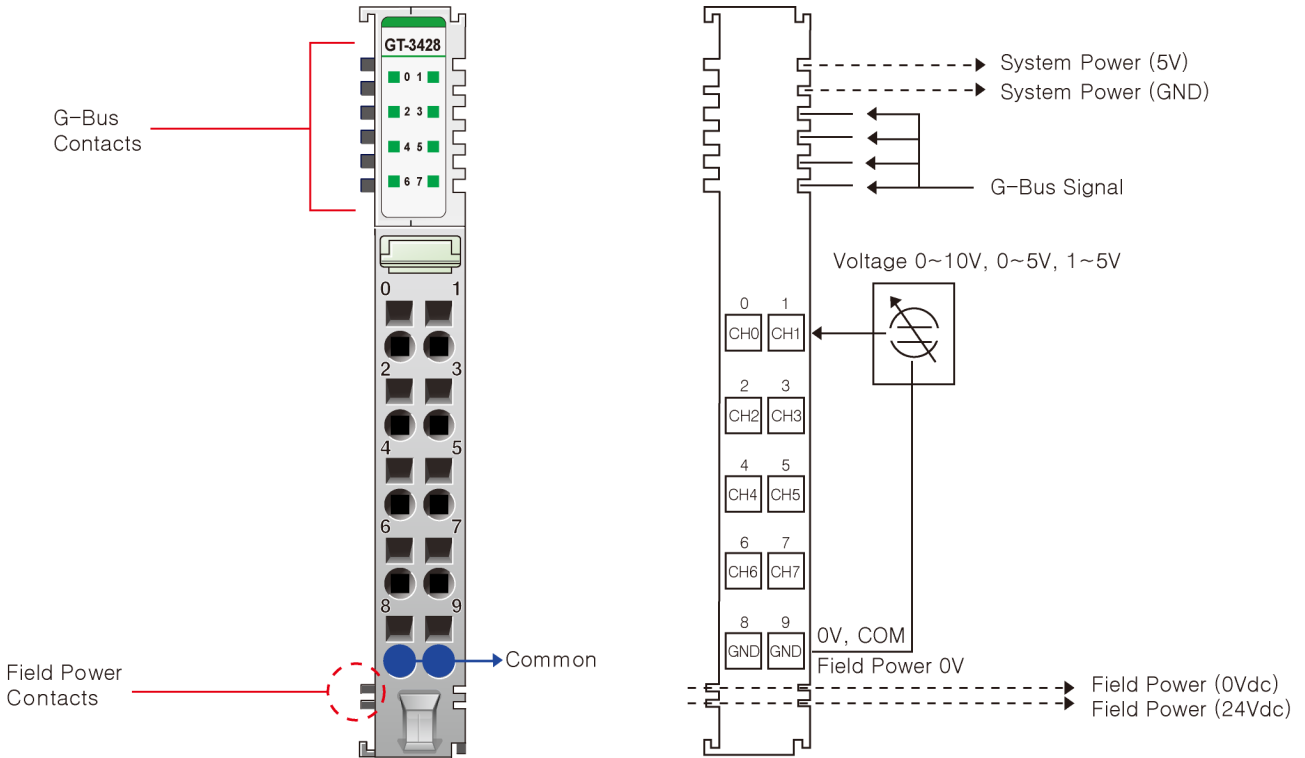 GT-3428
0 1
2 3
4 5
6 7
G-Bus
Contacts
0 1
2 3
4 5
6 7
8 9
Common
Field Power
Contacts
System Power (5V)
System Power (GND)
G-Bus Signal
Voltage 0~10V, 0~5V, 1~5V
0 1
CH0 CH1
2 3
CH2 CH3
4 5
CH4 CH5
6 7
CH6 CH7
8 9
GND GND
0V, COM
Field Power 0V
Field Power (0Vdc)
Field Power (24Vdc)